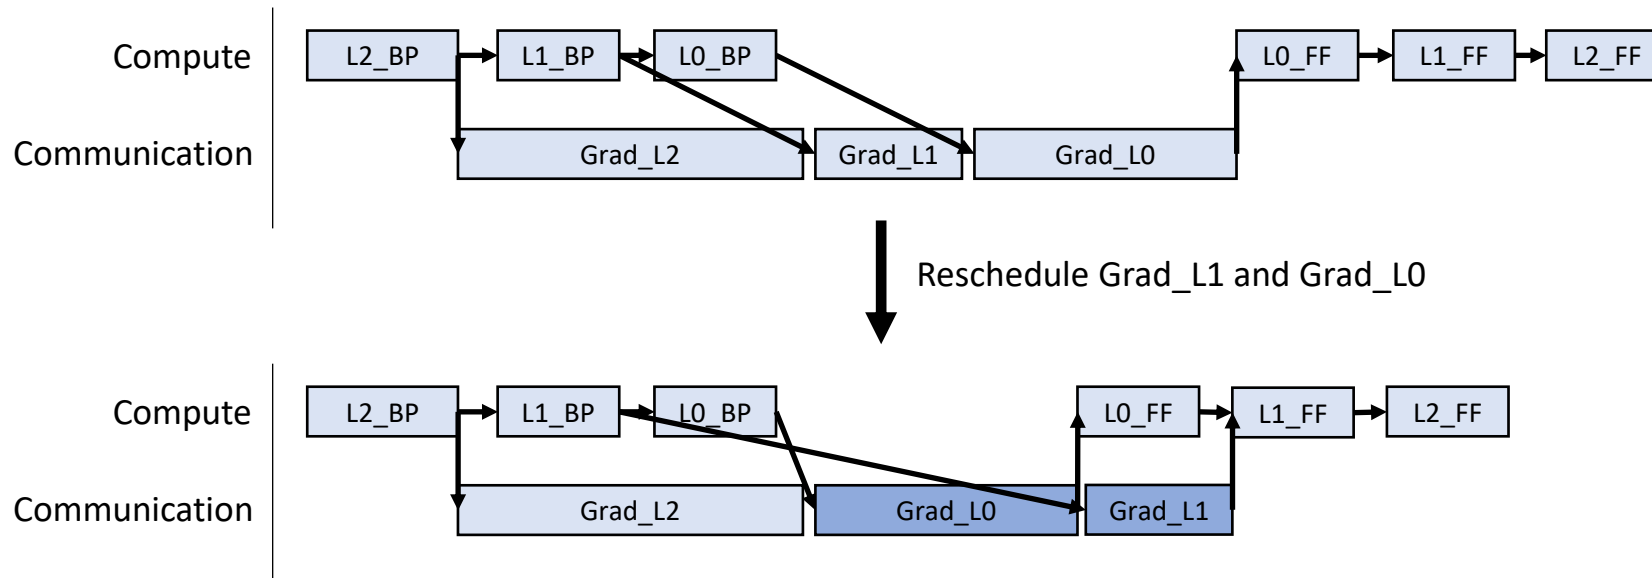 Compute
L2_BP
L1_BP
L0_BP
L0_FF
L1_FF
L2_FF
Communication
Grad_L2
Grad_L1
Grad_L0
Reschedule Grad_L1 and Grad_L0
Compute
L2_BP
L1_BP
L0_BP
L0_FF
L1_FF
L2_FF
Communication
Grad_L2
Grad_L0
Grad_L1